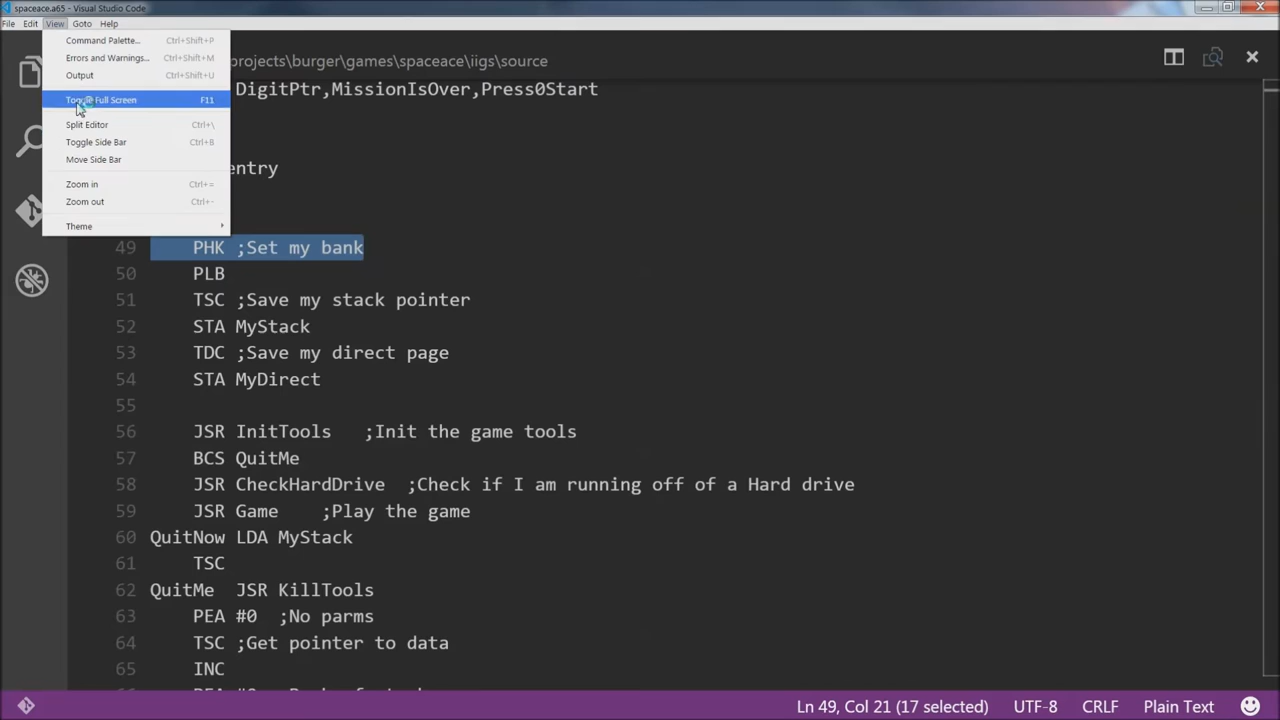 spaceace.a65 - Visual Studio Code
File Edit View Goto Help
Command Palette... Ctrl+Shift+P
Errors and Warnings... Ctrl+Shift+M
Output Ctrl+Shift+U
Toggle Full Screen F11
Split Editor Ctrl+\
Toggle Side Bar Ctrl+B
Move Side Bar
Zoom in Ctrl+=
Zoom out Ctrl+-
Theme
projects\burger\games\spaceace\iigs\source
DigitPtr,MissionIsOver,Press0Start
entry
49 PHK ;Set my bank
50 PLB
51 TSC ;Save my stack pointer
52 STA MyStack
53 TDC ;Save my direct page
54 STA MyDirect
55
56 JSR InitTools ;Init the game tools
57 BCS QuitMe
58 JSR CheckHardDrive ;Check if I am running off of a Hard drive
59 JSR Game ;Play the game
60 QuitNow LDA MyStack
61 TSC
62 QuitMe JSR KillTools
63 PEA #0 ;No parms
64 TSC ;Get pointer to data
65 INC
Ln 49, Col 21 (17 selected) UTF-8 CRLF Plain Text